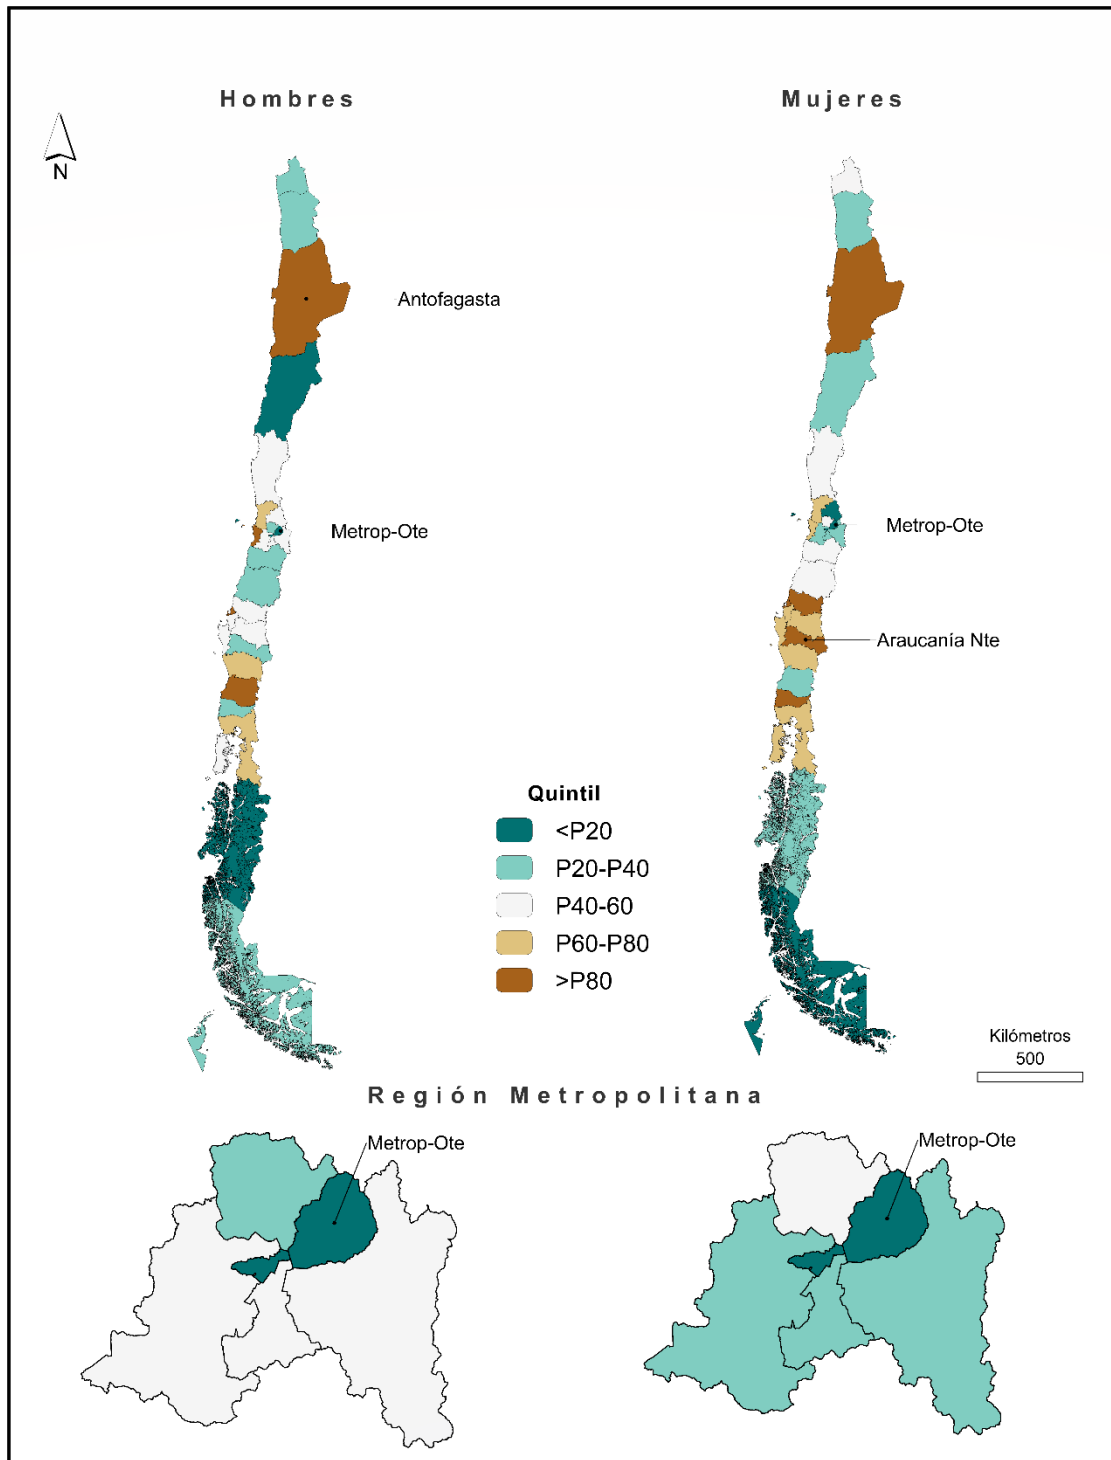 Hombres
Mujeres
N
Antofagasta
Metrop-Ote
Metrop-Ote
Araucanía Nte
Quintil
<P20
P20-P40
P40-60
P60-P80
>P80
Kilómetros
500
Región Metropolitana
Metrop-Ote
Metrop-Ote